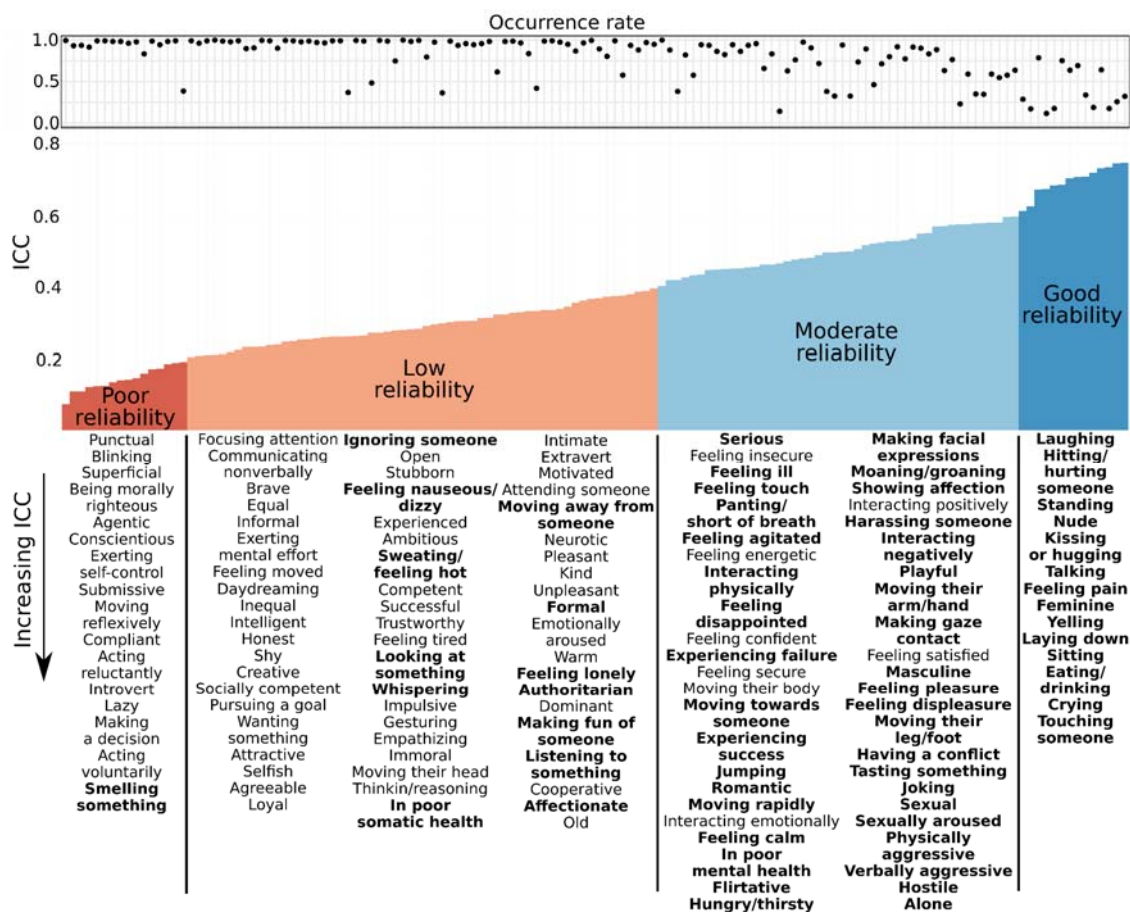 Occurrence rate
1.0
0.5
0.0
0.8
0.6
0.4
0.2
ICC
Poor
reliability
Low
reliability
Moderate
reliability
Good
reliability
Increasing ICC
Punctual
Blinking
Superficial
Being morally
righteous
Agentic
Conscientious
Exerting
self-control
Submissive
Moving
reflexively
Compliant
Acting
reluctantly
Introvert
Lazy
Making
a decision
Acting
voluntarily
Smelling
something
Focusing attention
Communicating
nonverbally
Brave
Equal
Informal
Exerting
mental effort
Feeling moved
Daydreaming
Inequal
Intelligent
Honest
Shy
Creative
Socially competent
Pursuing a goal
Wanting
something
Attractive
Selfish
Agreeable
Loyal
Ignoring someone
Open
Stubborn
Feeling nauseous/
dizzy
Experienced
Ambitious
Sweating/
feeling hot
Competent
Successful
Trustworthy
Feeling tired
Looking at
something
Whispering
Impulsive
Gesturing
Empathizing
Immoral
Moving their head
Thinkin/reasoning
In poor
somatic health
Intimate
Extravert
Motivated
Attending someone
Moving away from
someone
Neurotic
Pleasant
Kind
Unpleasant
Formal
Emotionally
aroused
Warm
Feeling lonely
Authoritarian
Dominant
Making fun of
someone
Listening to
something
Cooperative
Affectionate
Old
Serious
Feeling insecure
Feeling ill
Feeling touch
Panting/
short of breath
Feeling agitated
Feeling energetic
Interacting
physically
Feeling
disappointed
Feeling confident
Experiencing failure
Feeling secure
Moving their body
Moving towards
someone
Experiencing
success
Jumping
Romantic
Moving rapidly
Interacting emotionally
Feeling calm
In poor
mental health
Flirtative
Hungry/thirsty
Making facial
expressions
Moaning/groaning
Showing affection
Interacting positively
Harassing someone
Interacting
negatively
Playful
Moving their
arm/hand
Making gaze
contact
Feeling satisfied
Masculine
Feeling pleasure
Feeling displeasure
Moving their
leg/foot
Having a conflict
Tasting something
Joking
Sexual
Sexually aroused
Physically
aggressive
Verbally aggressive
Hostile
Alone
Laughing
Hitting/
hurting
someone
Standing
Nude
Kissing
or hugging
Talking
Feeling pain
Feminine
Yelling
Laying down
Sitting
Eating/
drinking
Crying
Touching
someone